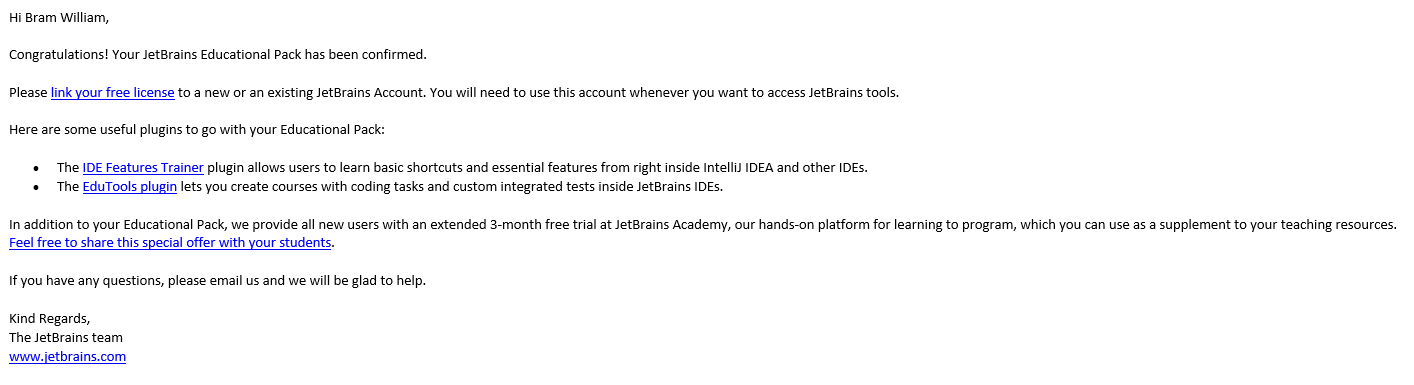 Hi Bram William,
Congratulations! Your JetBrains Educational Pack has been confirmed.
Please link your free license to a new or an existing JetBrains Account. You will need to use this account whenever you want to access JetBrains tools.
Here are some useful plugins to go with your Educational Pack:
• The IDE Features Trainer plugin allows users to learn basic shortcuts and essential features from right inside IntelliJ IDEA and other IDEs.
• The EduTools plugin lets you create courses with coding tasks and custom integrated tests inside JetBrains IDEs.
In addition to your Educational Pack, we provide all new users with an extended 3-month free trial at JetBrains Academy, our hands-on platform for learning to program, which you can use as a supplement to your teaching resources.
Feel free to share this special offer with your students.
If you have any questions, please email us and we will be glad to help.
Kind Regards,
The JetBrains team
www.jetbrains.com